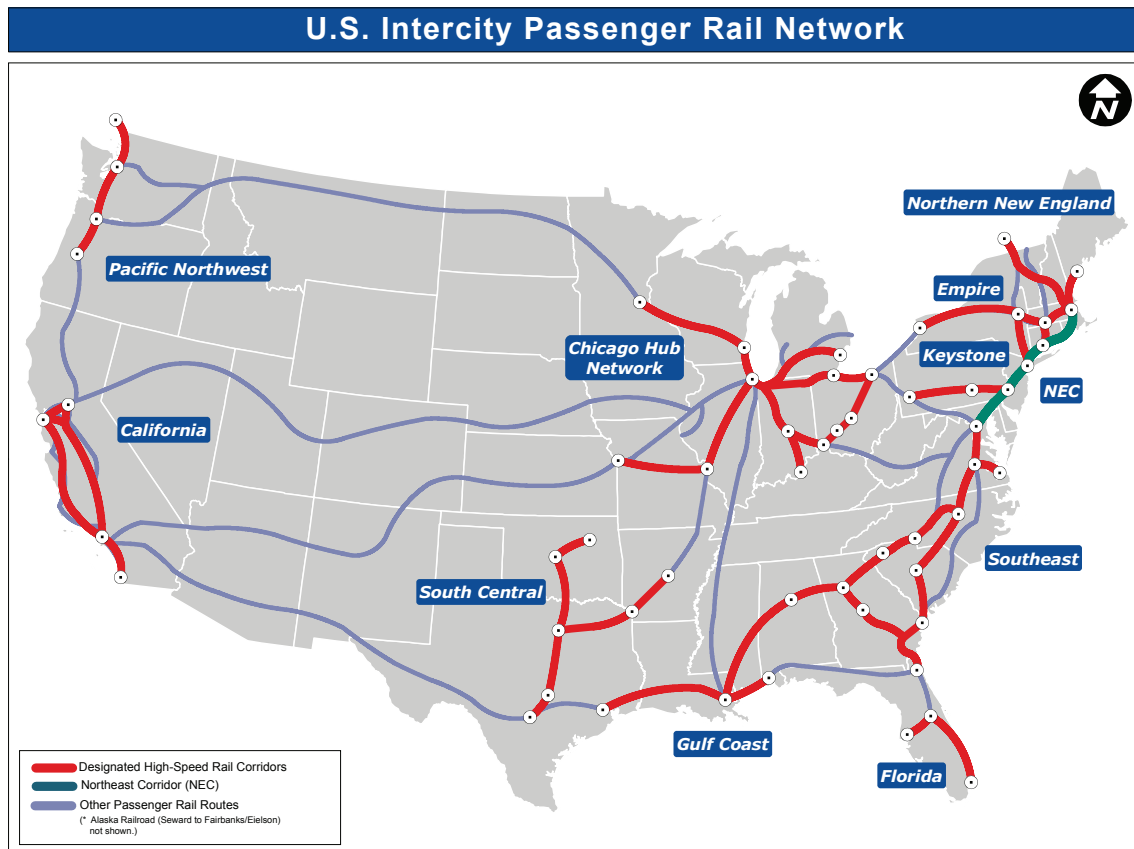 U.S. Intercity Passenger Rail Network
N
Northern New England
Pacific Northwest
Empire
Chicago Hub
Network
Keystone
NEC
California
Southeast
South Central
Gulf Coast
Florida
Designated High-Speed Rail Corridors
Northeast Corridor (NEC)
Other Passenger Rail Routes
(* Alaska Railroad (Seward to Fairbanks/Eielson)
not shown.)